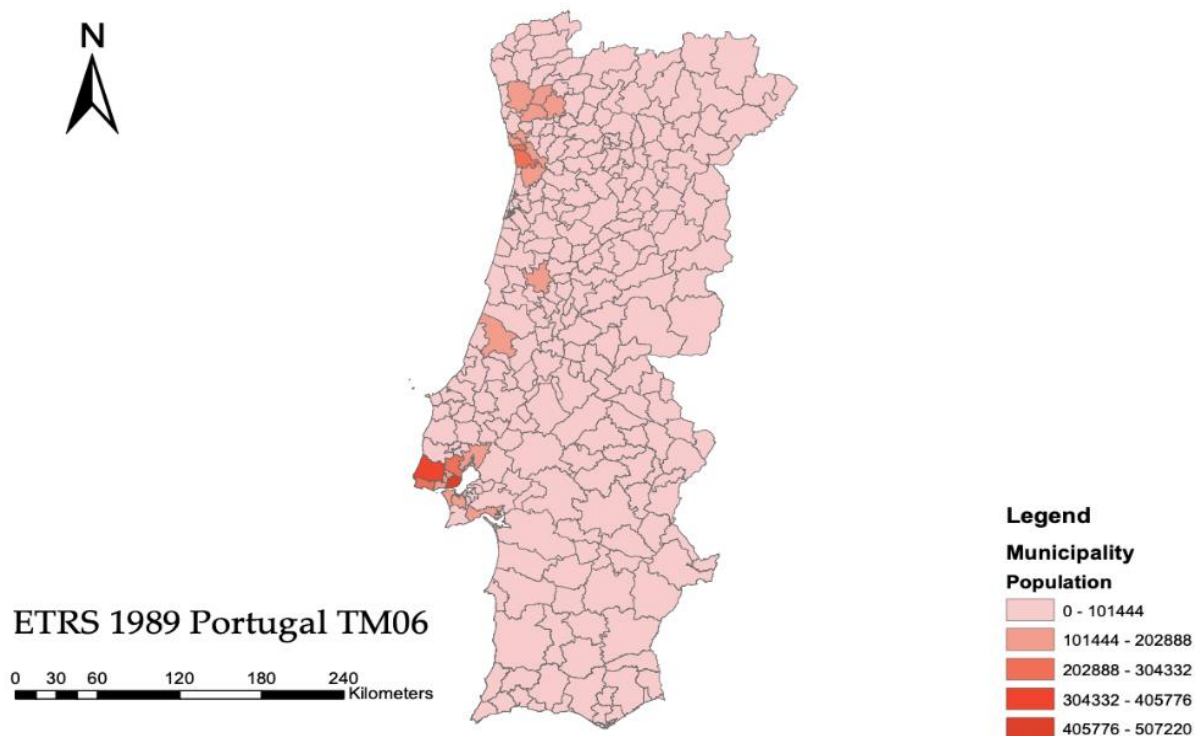 N
ETRS 1989 Portugal TM06
0 30 60 120 180 240
Kilometers
Legend
Municipality
Population
0 - 101444
101444 - 202888
202888 - 304332
304332 - 405776
405776 - 507220